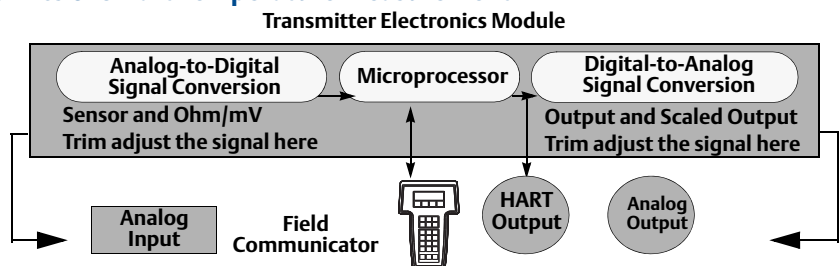 Transmitter Electronics Module
Analog-to-Digital
Signal Conversion
Microprocessor
Digital-to-Analog
Signal Conversion
Sensor and Ohm/mV
Trim adjust the signal here
Output and Scaled Output
Trim adjust the signal here
Analog
Input
Field
Communicator
HART
Output
Analog
Output